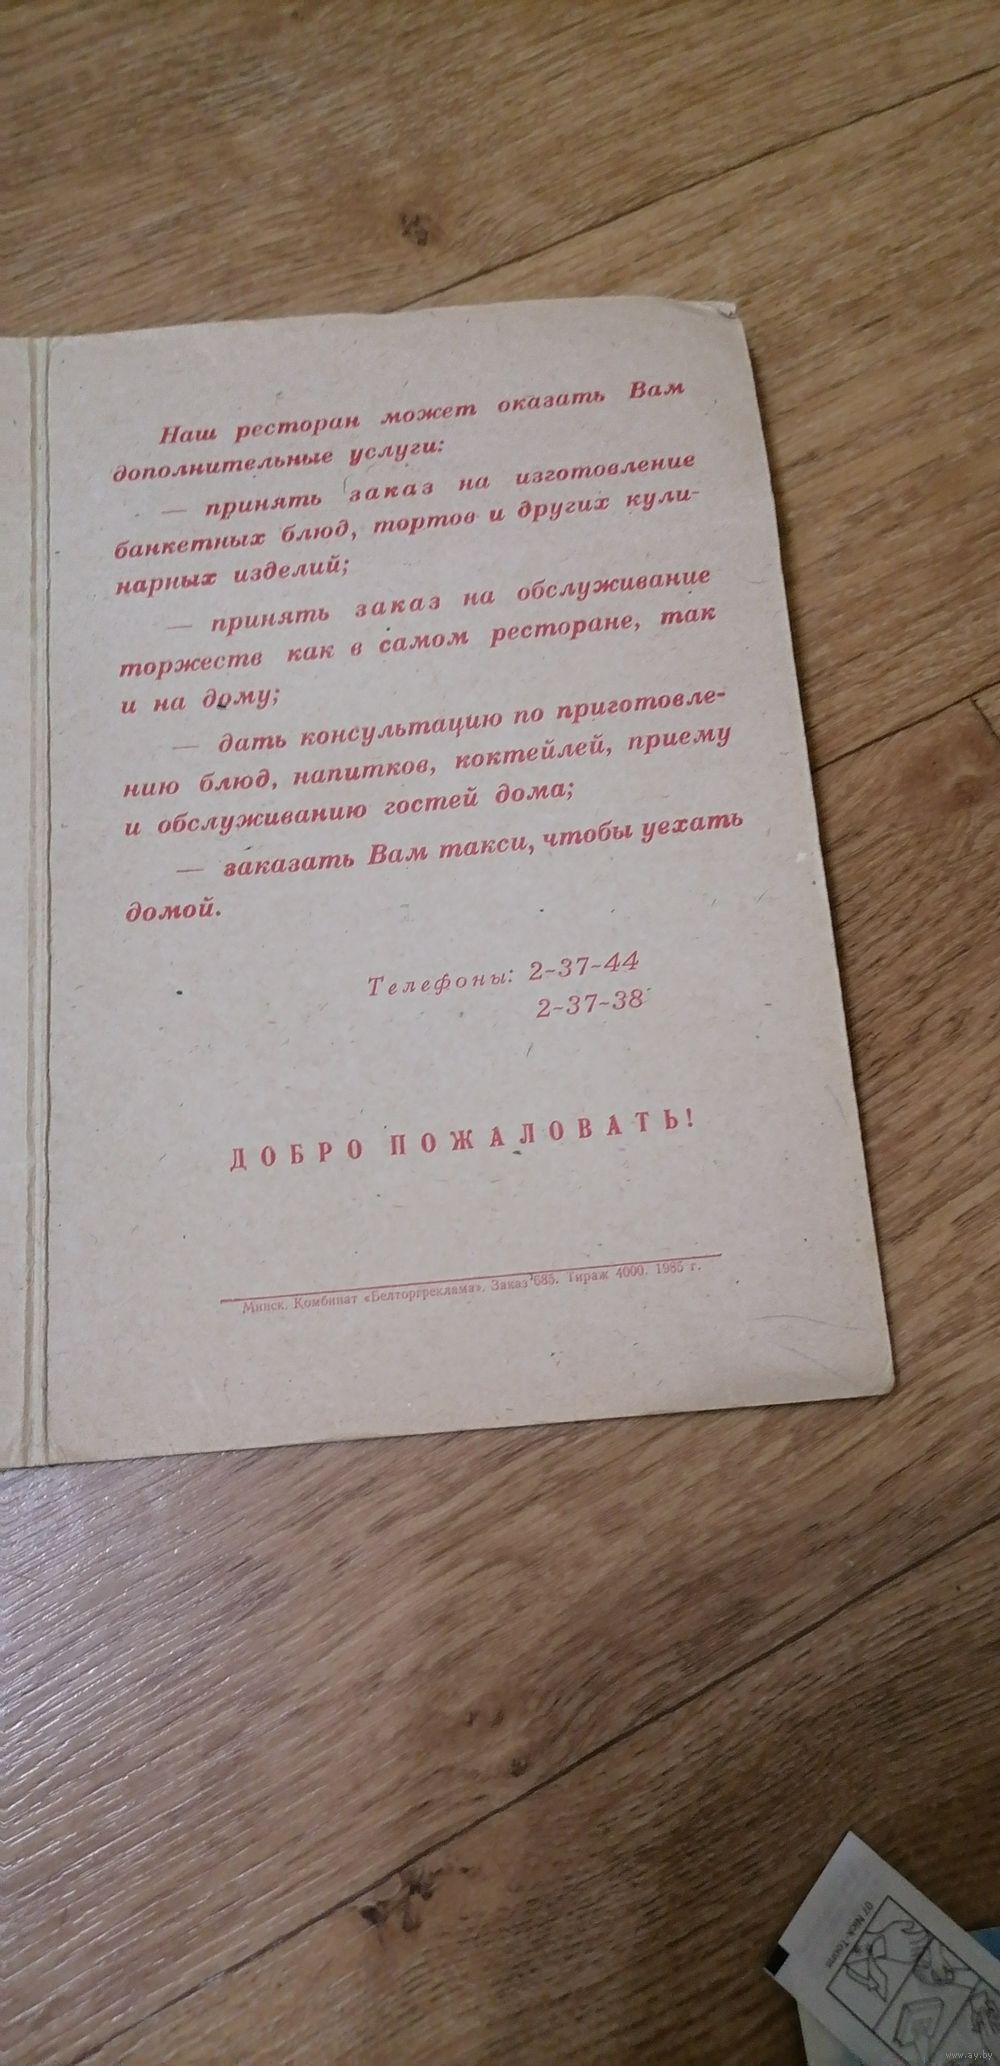 Наш ресторан может оказать Вам
дополнительные услуги:
— принять заказ на изготовление
банкетных блюд, тортов и других кули-
нарных изделий;
— принять заказ на обслуживание
торжеств как в самом ресторане, так
и на дому;
— дать консультацию по приготовле-
нию блюд, напитков, коктейлей, приему
и обслуживанию гостей дома;
— заказать Вам такси, чтобы уехать
домой.
Телефоны: 2-37-44
2-37-38
ДОБРО ПОЖАЛОВАТЬ!
Минск. Комбинат «Белторгреклама». Заказ 685. Тираж 4000. 1985 г.
www.ay.by